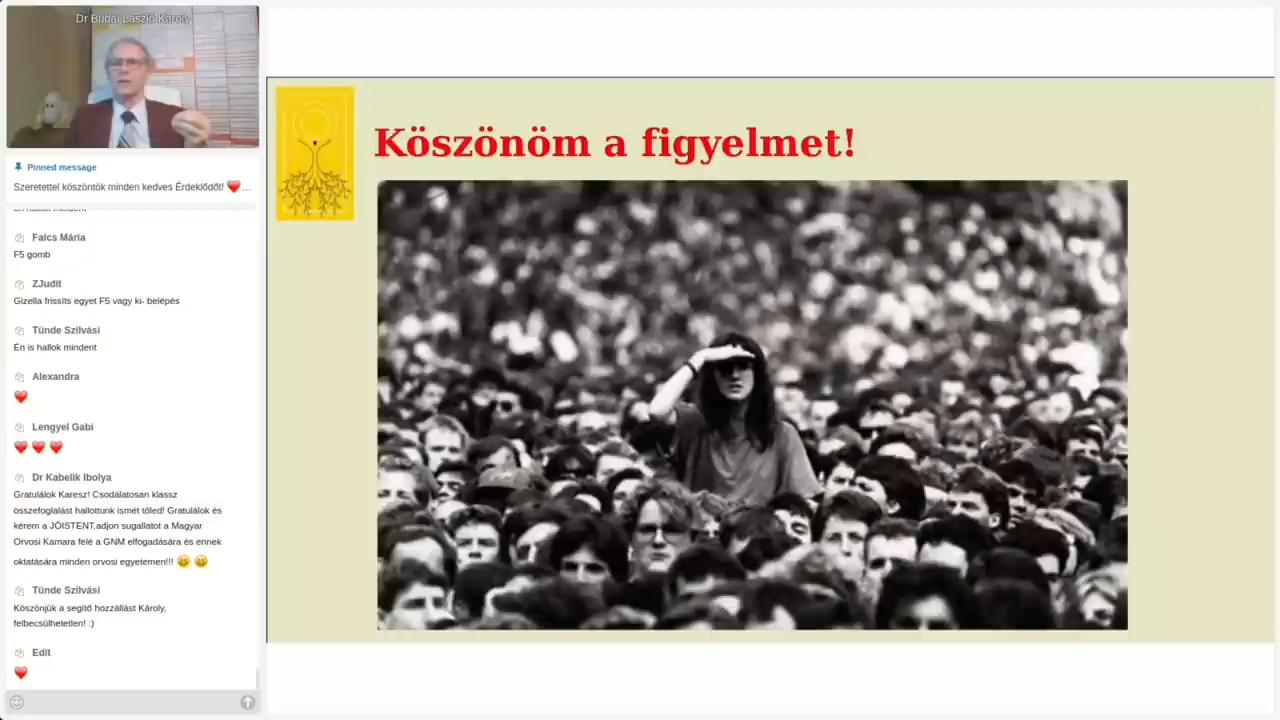 Dr Budai László Károly
Pinned message
Szeretettel köszöntök minden kedves Érdeklődőt! ❤️ ...
Falcs Mária
F5 gomb
ZJudit
Gizella frissíts egyet F5 vagy ki- belépés
Tünde Szilvási
Én is hallok mindent
Alexandra
❤️
Lengyel Gabi
❤️ ❤️ ❤️
Dr Kabelik Ibolya
Gratulálok Karesz! Csodálatosan klassz
összefoglalást hallottunk ismét tőled! Gratulálok és
kérem a JÓISTENT,adjon sugallatot a Magyar
Orvosi Kamara felé a GNM elfogadására és ennek
oktatására minden orvosi egyetemen!!! 😀 😀
Tünde Szilvási
Köszönjük a segítő hozzállást Károly,
felbecsülhetetlen! :)
Edit
❤️
Köszönöm a figyelmet!